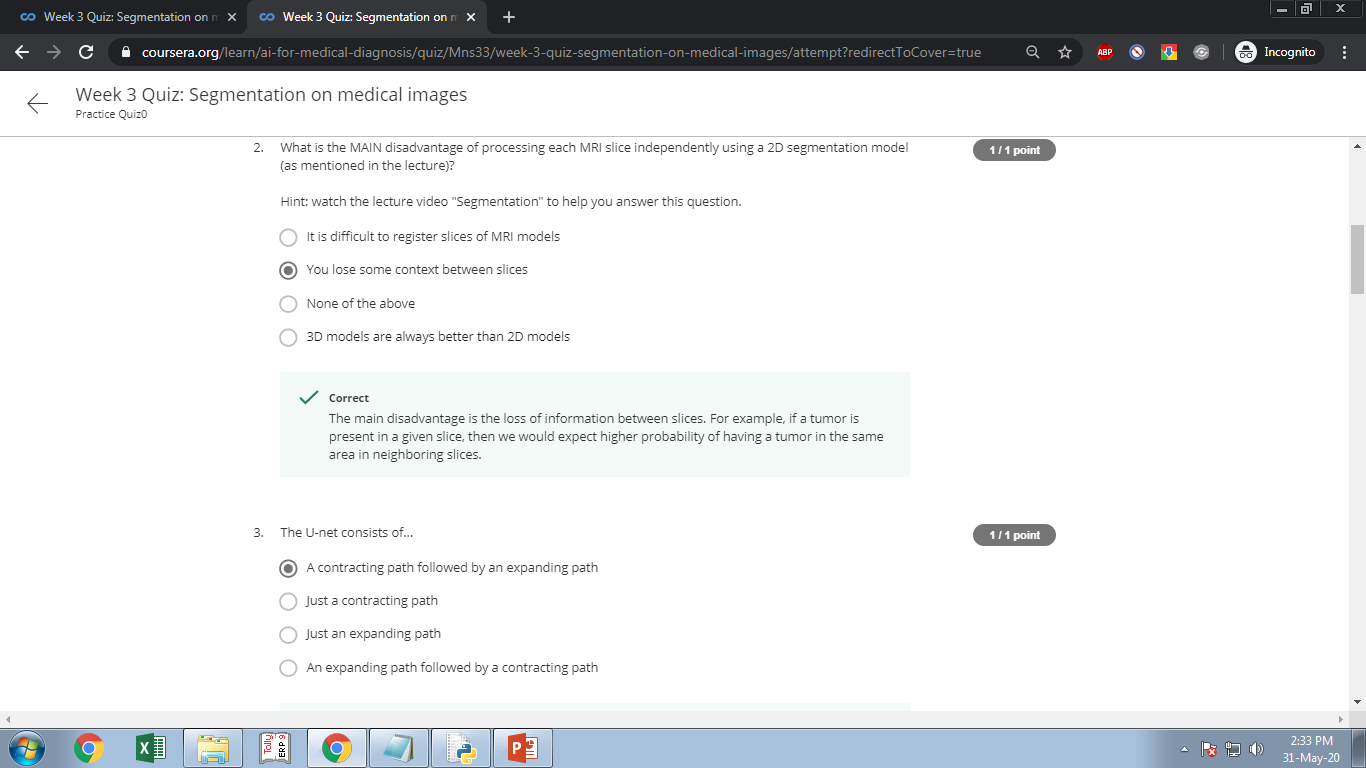 Week 3 Quiz: Segmentation on m
Week 3 Quiz: Segmentation on m
coursera.org/learn/ai-for-medical-diagnosis/quiz/Mns33/week-3-quiz-segmentation-on-medical-images/attempt?redirectToCover=true
ABP
Incognito
Week 3 Quiz: Segmentation on medical images
Practice Quiz0
2. What is the MAIN disadvantage of processing each MRI slice independently using a 2D segmentation model
(as mentioned in the lecture)?
1 / 1 point
Hint: watch the lecture video "Segmentation" to help you answer this question.
It is difficult to register slices of MRI models
You lose some context between slices
None of the above
3D models are always better than 2D models
Correct
The main disadvantage is the loss of information between slices. For example, if a tumor is
present in a given slice, then we would expect higher probability of having a tumor in the same
area in neighboring slices.
3. The U-net consists of...
1 / 1 point
A contracting path followed by an expanding path
Just a contracting path
Just an expanding path
An expanding path followed by a contracting path
Tally
ERP 9
2:33 PM
31-May-20